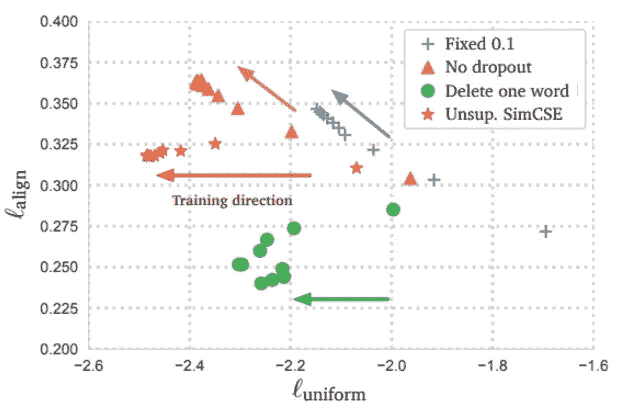 0.400
0.375
0.350
0.325
0.300
0.275
0.250
0.225
0.200
ℓalign
Fixed 0.1
No dropout
Delete one word
Unsup. SimCSE
Training direction
−2.6 −2.4 −2.2 −2.0 −1.8 −1.6
ℓuniform